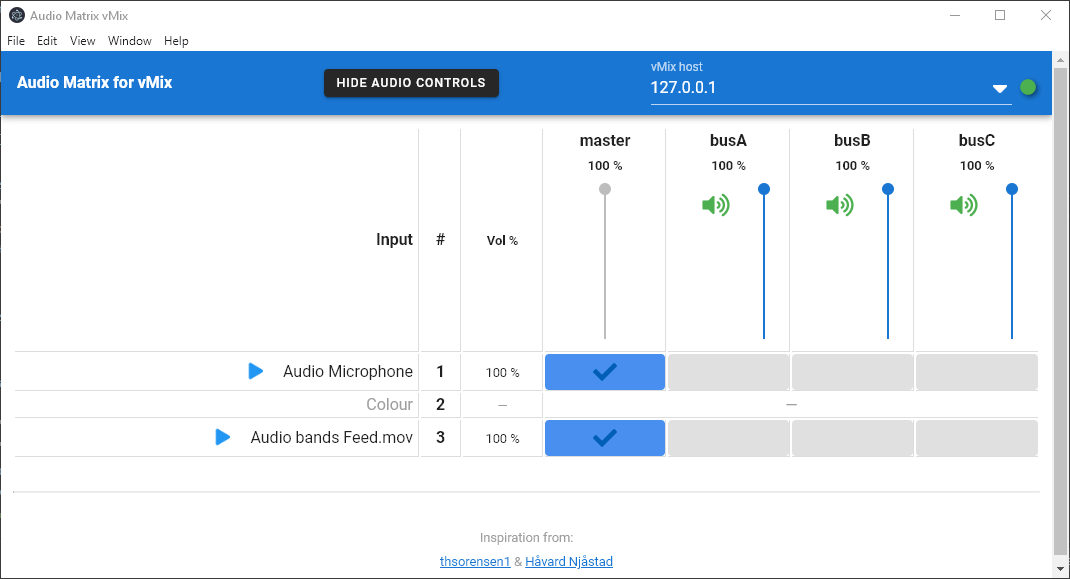 Audio Matrix vMix
File Edit View Window Help
Audio Matrix for vMix
HIDE AUDIO CONTROLS
vMix host
127.0.0.1
master busA busB busC
100 % 100 % 100 % 100 %
Input # Vol %
Audio Microphone 1 100 %
Colour 2 – —
Audio bands Feed.mov 3 100 %
Inspiration from:
thsorensen1 & Håvard Njåstad